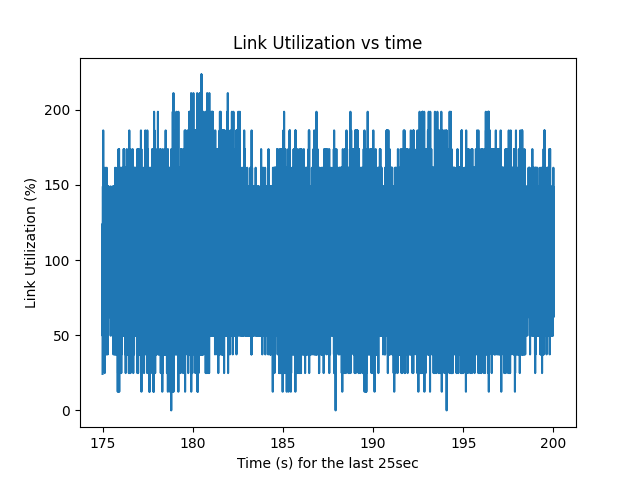 Link Utilization vs time
200
150
100
50
0
Link Utilization (%)
175 180 185 190 195 200
Time (s) for the last 25sec